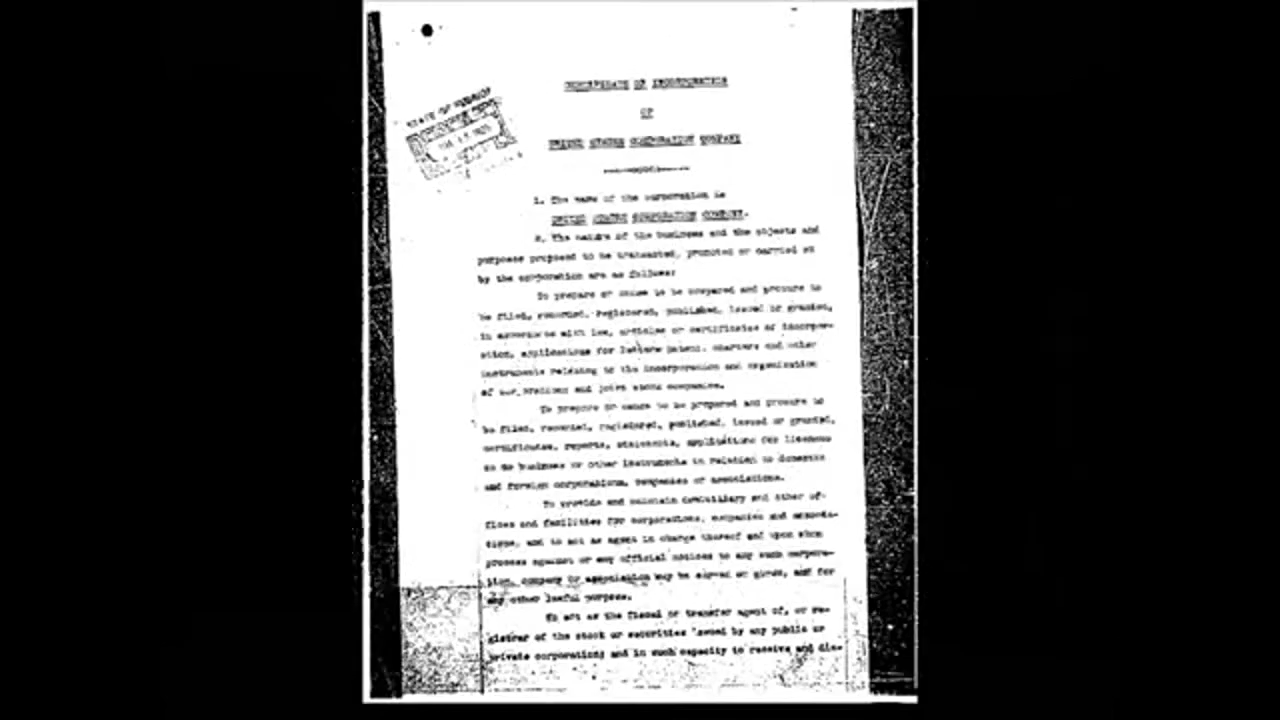 CERTIFICATE OF INCORPORATION
OF
UNITED STATES CORPORATION COMPANY
1. The name of the corporation is
UNITED STATES CORPORATION COMPANY.
2. The nature of the business and the objects and
purposes proposed to be transacted, promoted or carried on
by the corporation are as follows:
To prepare or cause to be prepared and procure to
be filed, recorded, registered, published, issued or granted,
in accordance with law, articles or certificates of incorpor-
ation, applications for letters patent, charters and other
instruments relating to the incorporation and organization
of corporations and joint stock companies.
To prepare or cause to be prepared and procure to
be filed, recorded, registered, published, issued or granted,
certificates, reports, statements, applications for licenses
to do business or other instruments in relation to domestic
and foreign corporations, companies or associations.
To provide and maintain domiciliary and other of-
fices and facilities for corporations, companies and associa-
tions, and to act as agent in charge thereof and upon whom
process against or any official notices to any such corpora-
tion, company or association may be served or given, and for
any other lawful purpose.
To act as the fiscal or transfer agent of, or re-
gistrar of the stock or securities issued by any public or
private corporation; and in such capacity to receive and dis-